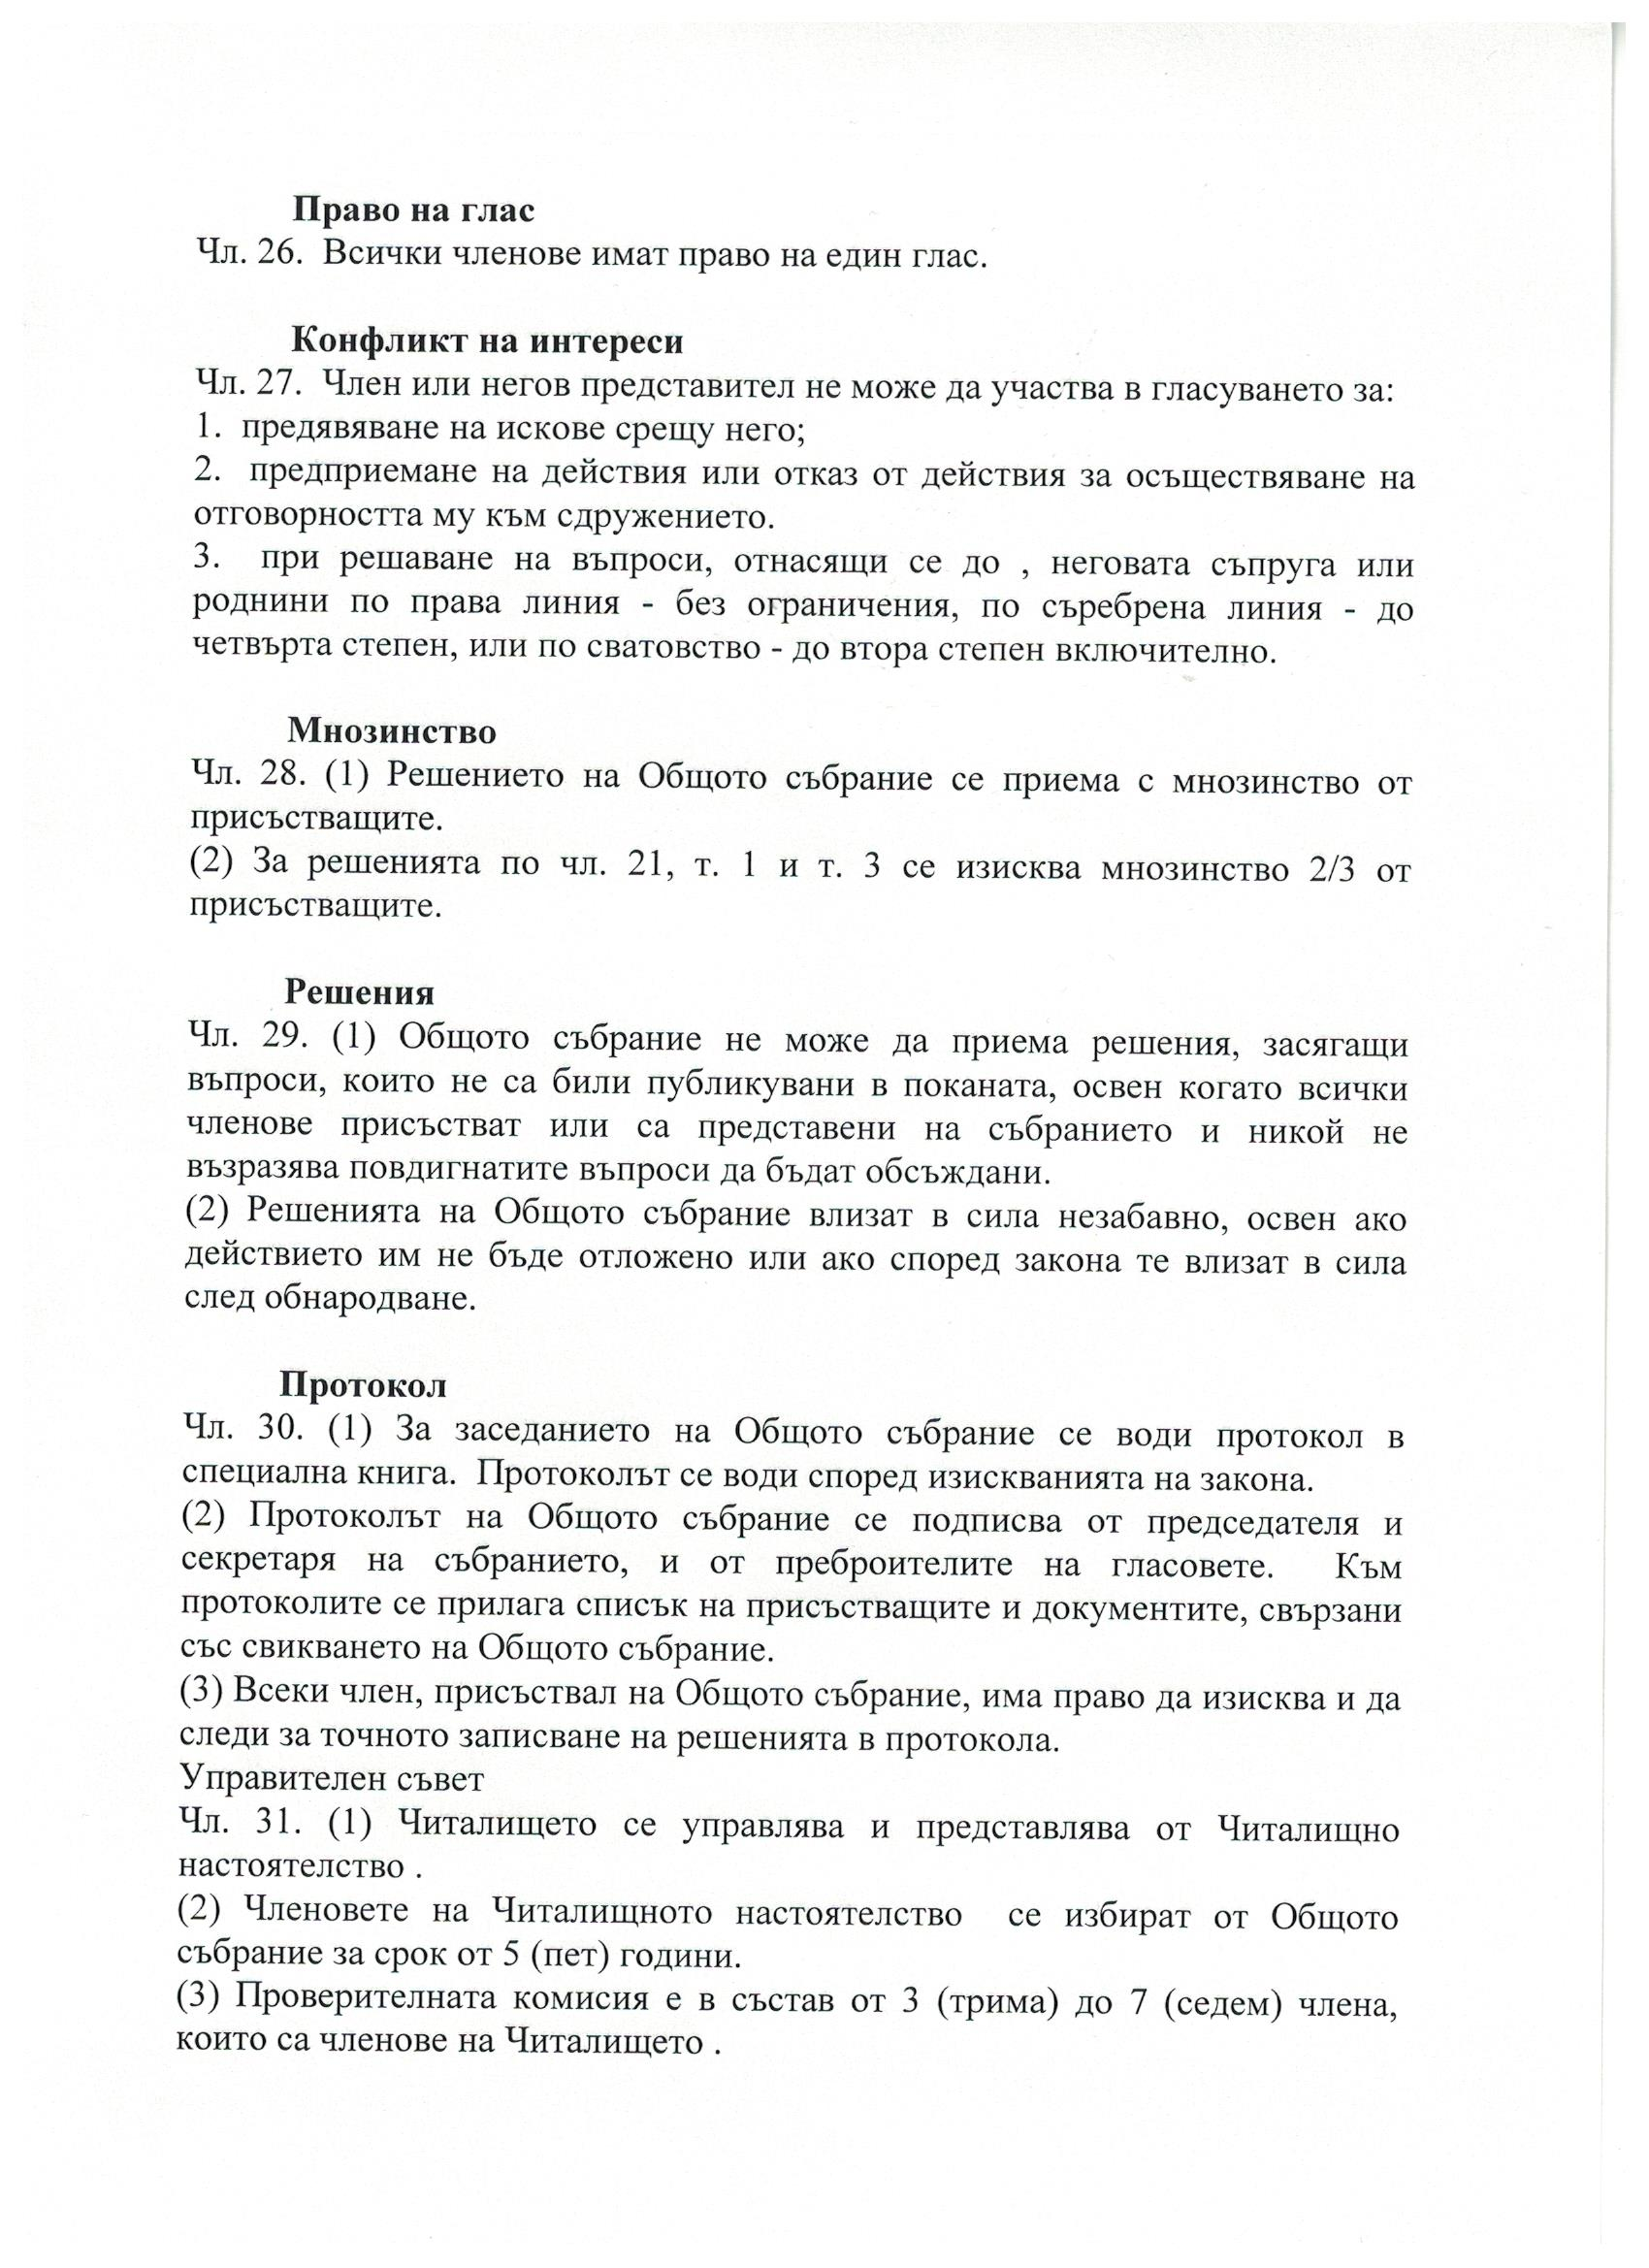 Право на глас
Чл. 26. Всички членове имат право на един глас.
Конфликт на интереси
Чл. 27. Член или негов представител не може да участва в гласуването за:
1. предявяване на искове срещу него;
2. предприемане на действия или отказ от действия за осъществяване на
отговорността му към сдружението.
3. при решаване на въпроси, отнасящи се до , неговата съпруга или
роднини по права линия - без ограничения, по съребрена линия - до
четвърта степен, или по сватовство - до втора степен включително.
Мнозинство
Чл. 28. (1) Решението на Общото събрание се приема с мнозинство от
присъстващите.
(2) За решенията по чл. 21, т. 1 и т. 3 се изисква мнозинство 2/3 от
присъстващите.
Решения
Чл. 29. (1) Общото събрание не може да приема решения, засягащи
въпроси, които не са били публикувани в поканата, освен когато всички
членове присъстват или са представени на събранието и никой не
възразява повдигнатите въпроси да бъдат обсъждани.
(2) Решенията на Общото събрание влизат в сила незабавно, освен ако
действието им не бъде отложено или ако според закона те влизат в сила
след обнародване.
Протокол
Чл. 30. (1) За заседанието на Общото събрание се води протокол в
специална книга. Протоколът се води според изискванията на закона.
(2) Протоколът на Общото събрание се подписва от председателя и
секретаря на събранието, и от преброителите на гласовете. Към
протоколите се прилага списък на присъстващите и документите, свързани
със свикването на Общото събрание.
(3) Всеки член, присъствал на Общото събрание, има право да изисква и да
следи за точното записване на решенията в протокола.
Управителен съвет
Чл. 31. (1) Читалището се управлява и представлява от Читалищно
настоятелство .
(2) Членовете на Читалищното настоятелство се избират от Общото
събрание за срок от 5 (пет) години.
(3) Проверителната комисия е в състав от 3 (трима) до 7 (седем) члена,
които са членове на Читалището .